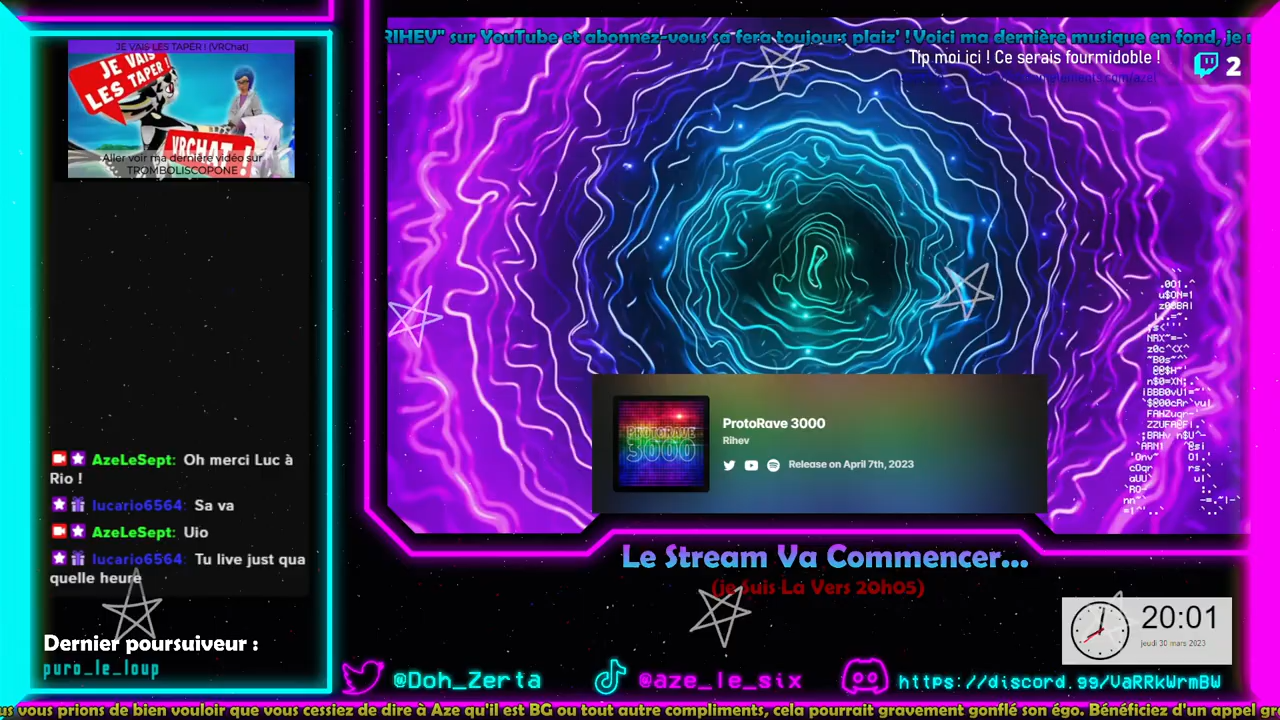 JE VAIS LES TAPER ! (VRChat)
JE VAIS
LES TAPER !
VRCHAT !
Aller voir ma dernière vidéo sur
TROMBOLISCOPONE
RIHEV" sur YouTube et abonnez-vous sa fera toujours plaiz' ! Voici ma dernière musique en fond, je
Tip moi ici ! Ce serais fourmidoble !
2
PROTORAVE
3000
ProtoRave 3000
Rihev
Release on April 7th, 2023
AzeLeSept: Oh merci Luc à
Rio !
lucario6564: Sa va
AzeLeSept: Uio
lucario6564: Tu live just qua
quelle heure
Dernier poursuiveur :
puro_le_loup
Le Stream Va Commencer...
(je Suis La Vers 20h05)
20:01
jeudi 30 mars 2023
@Doh_Zerta
@aze_le_six
https://discord.gg/VaRRkWrmBW
us vous prions de bien vouloir que vous cessiez de dire à Aze qu'il est BG ou tout autre compliments, cela pourrait gravement gonflé son égo. Bénéficiez d'un appel gr